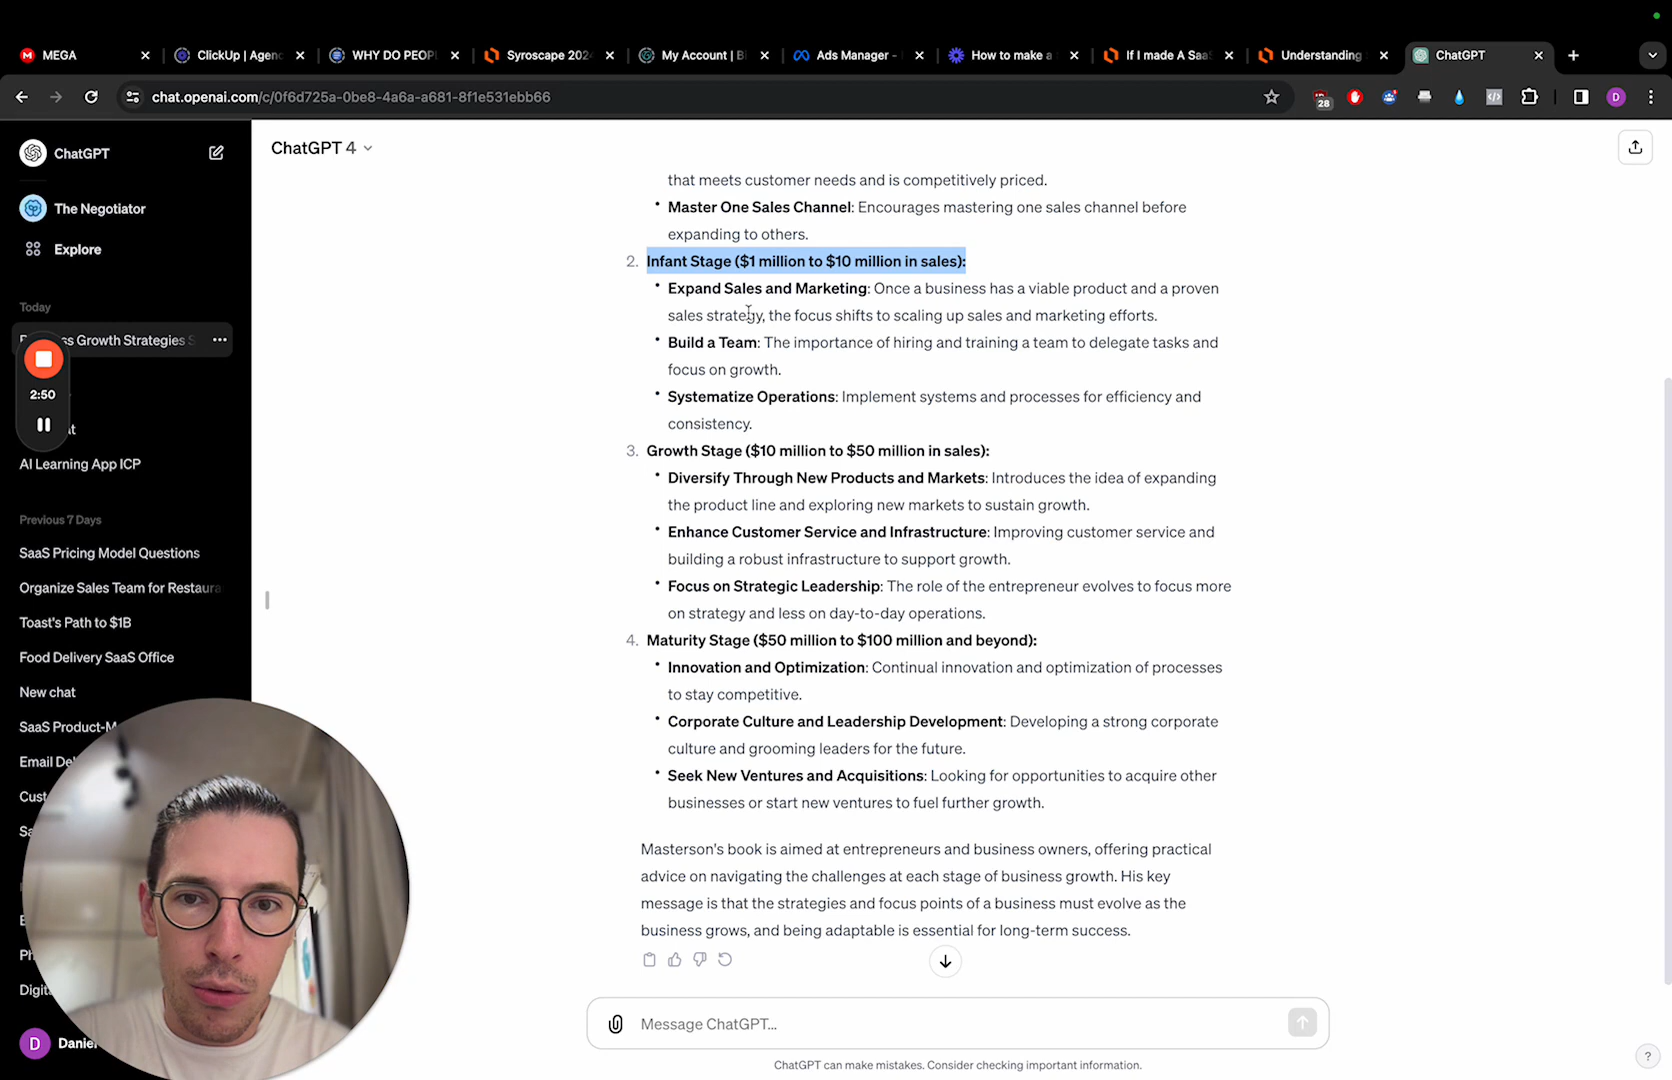 MEGA
ClickUp | Agen
WHY DO PEOPL
Syroscape 202
My Account | B
Ads Manager -
How to make a
If I made A SaaS
Understanding
ChatGPT
chat.openai.com/c/0f6d725a-0be8-4a6a-a681-8f1e531ebb66
28
D
ChatGPT
The Negotiator
Explore
Today
Growth Strategies S
2:50
AI Learning App ICP
Previous 7 Days
SaaS Pricing Model Questions
Organize Sales Team for Restaura
Toast's Path to $1B
Food Delivery SaaS Office
New chat
SaaS Product-M
Email De
Cust
Sa
Ph
Digit
D
Daniel
ChatGPT 4
that meets customer needs and is competitively priced.
• Master One Sales Channel: Encourages mastering one sales channel before
expanding to others.
2. Infant Stage ($1 million to $10 million in sales):
• Expand Sales and Marketing: Once a business has a viable product and a proven
sales strategy, the focus shifts to scaling up sales and marketing efforts.
• Build a Team: The importance of hiring and training a team to delegate tasks and
focus on growth.
• Systematize Operations: Implement systems and processes for efficiency and
consistency.
3. Growth Stage ($10 million to $50 million in sales):
• Diversify Through New Products and Markets: Introduces the idea of expanding
the product line and exploring new markets to sustain growth.
• Enhance Customer Service and Infrastructure: Improving customer service and
building a robust infrastructure to support growth.
• Focus on Strategic Leadership: The role of the entrepreneur evolves to focus more
on strategy and less on day-to-day operations.
4. Maturity Stage ($50 million to $100 million and beyond):
• Innovation and Optimization: Continual innovation and optimization of processes
to stay competitive.
• Corporate Culture and Leadership Development: Developing a strong corporate
culture and grooming leaders for the future.
• Seek New Ventures and Acquisitions: Looking for opportunities to acquire other
businesses or start new ventures to fuel further growth.
Masterson's book is aimed at entrepreneurs and business owners, offering practical
advice on navigating the challenges at each stage of business growth. His key
message is that the strategies and focus points of a business must evolve as the
business grows, and being adaptable is essential for long-term success.
Message ChatGPT...
ChatGPT can make mistakes. Consider checking important information.
?